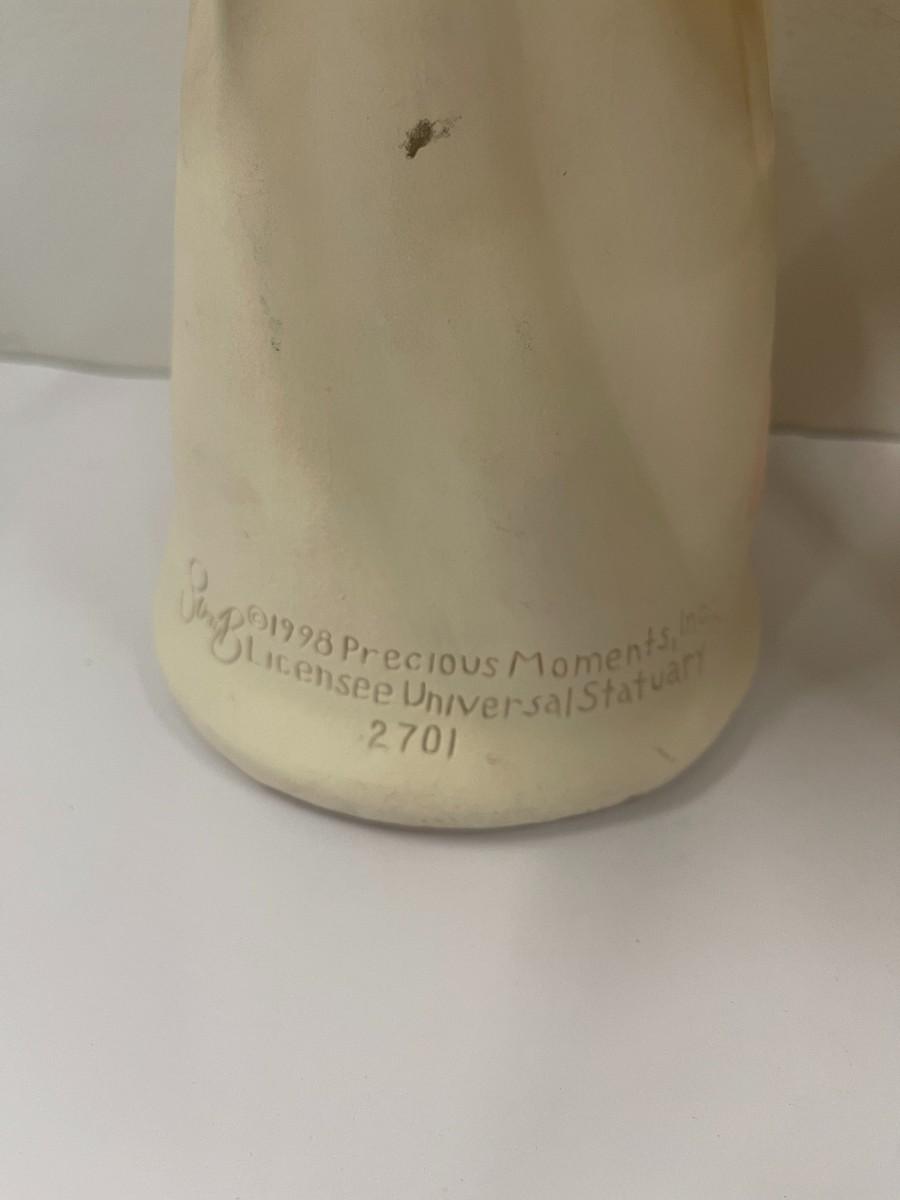 ©1998 Precious Moments, Inc.
Licensee Universal Statuary
2701